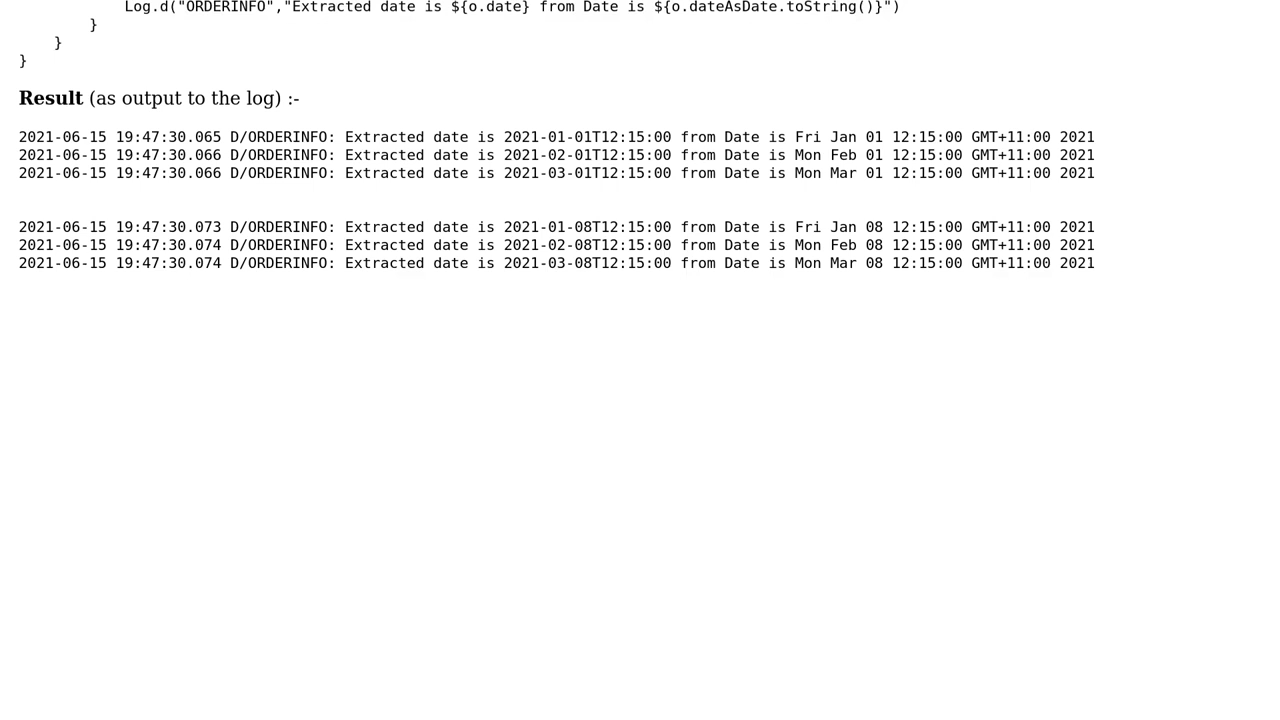 Log.d("ORDERINFO","Extracted date is ${o.date} from Date is ${o.dateAsDate.toString()}")
}
}
}
Result (as output to the log) :-
2021-06-15 19:47:30.065 D/ORDERINFO: Extracted date is 2021-01-01T12:15:00 from Date is Fri Jan 01 12:15:00 GMT+11:00 2021
2021-06-15 19:47:30.066 D/ORDERINFO: Extracted date is 2021-02-01T12:15:00 from Date is Mon Feb 01 12:15:00 GMT+11:00 2021
2021-06-15 19:47:30.066 D/ORDERINFO: Extracted date is 2021-03-01T12:15:00 from Date is Mon Mar 01 12:15:00 GMT+11:00 2021
2021-06-15 19:47:30.073 D/ORDERINFO: Extracted date is 2021-01-08T12:15:00 from Date is Fri Jan 08 12:15:00 GMT+11:00 2021
2021-06-15 19:47:30.074 D/ORDERINFO: Extracted date is 2021-02-08T12:15:00 from Date is Mon Feb 08 12:15:00 GMT+11:00 2021
2021-06-15 19:47:30.074 D/ORDERINFO: Extracted date is 2021-03-08T12:15:00 from Date is Mon Mar 08 12:15:00 GMT+11:00 2021